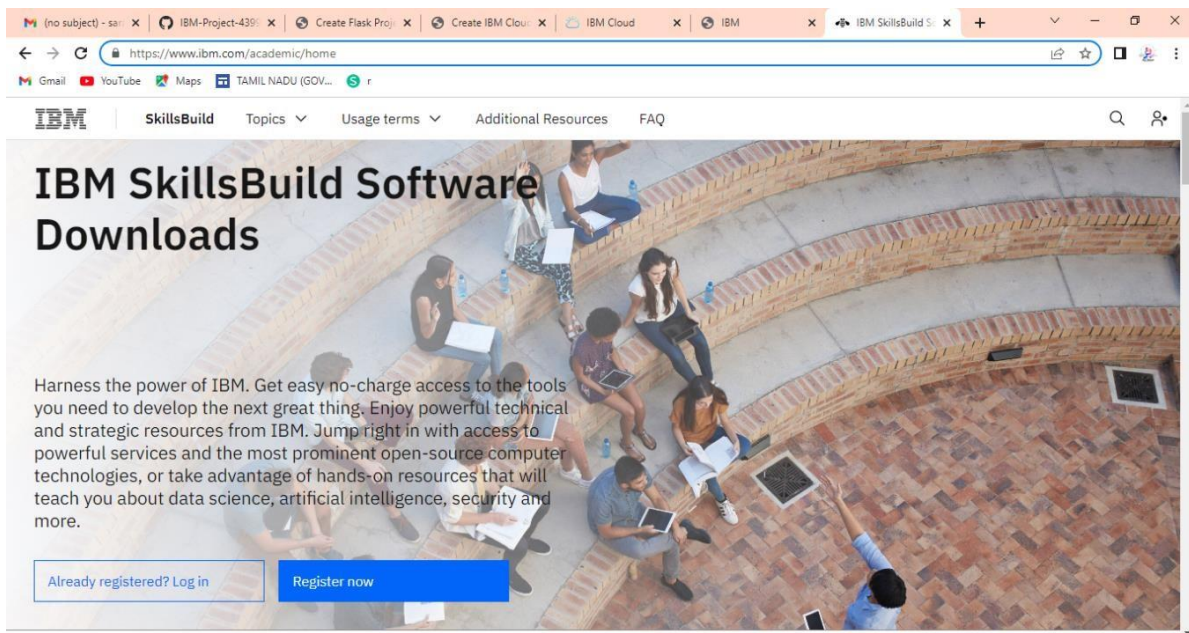 (no subject) - san
IBM-Project-4399
Create Flask Proje
Create IBM Cloud
IBM Cloud
IBM
IBM SkillsBuild So
https://www.ibm.com/academic/home
Gmail
YouTube
Maps
TAMIL NADU (GOV...
r
IBM
SkillsBuild
Topics
Usage terms
Additional Resources
FAQ
IBM SkillsBuild Software
Downloads
Harness the power of IBM. Get easy no-charge access to the tools
you need to develop the next great thing. Enjoy powerful technical
and strategic resources from IBM. Jump right in with access to
powerful services and the most prominent open-source computer
technologies, or take advantage of hands-on resources that will
teach you about data science, artificial intelligence, security and
more.
Already registered? Log in
Register now